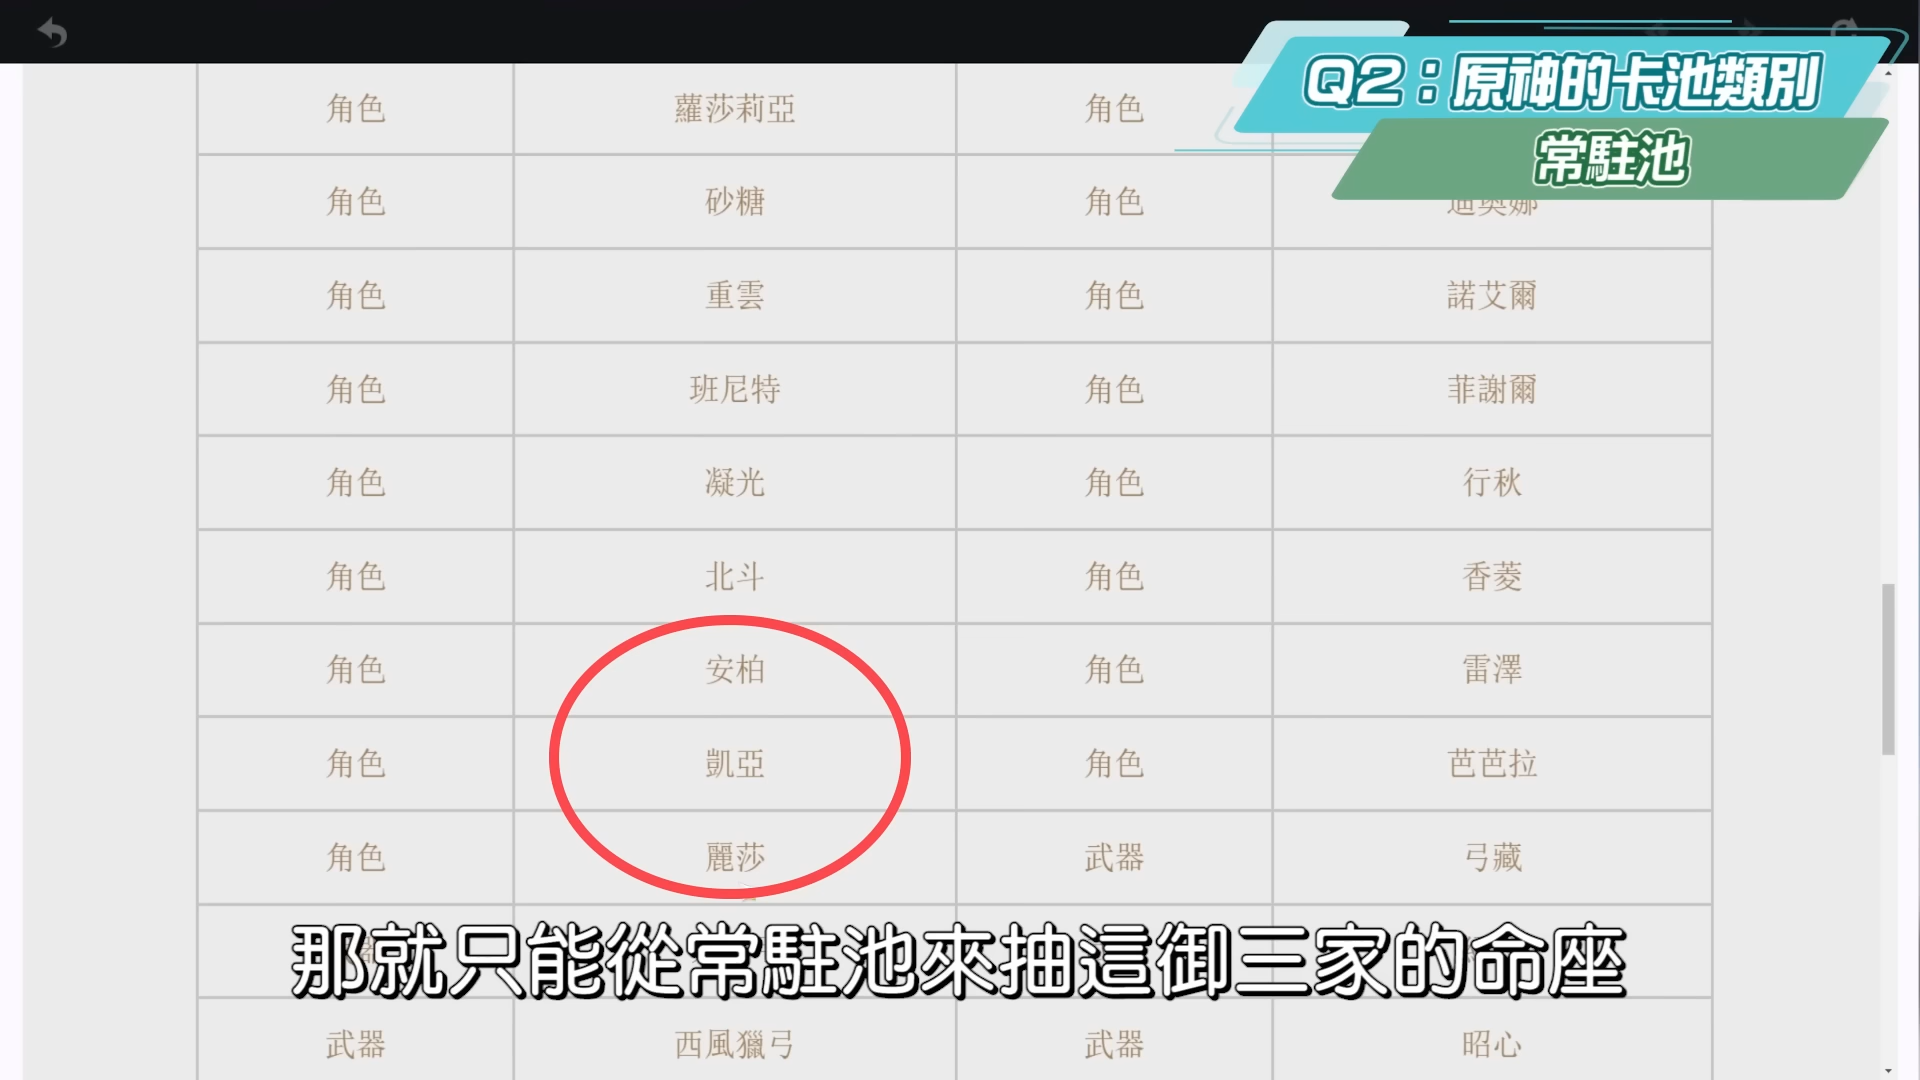 Q2：原神的卡池類別
常駐池
角色 蘿莎莉亞 角色
角色 砂糖 角色 迪奧娜
角色 重雲 角色 諾艾爾
角色 班尼特 角色 菲謝爾
角色 凝光 角色 行秋
角色 北斗 角色 香菱
角色 安柏 角色 雷澤
角色 凱亞 角色 芭芭拉
角色 麗莎 武器 弓藏
那就只能從常駐池來抽這御三家的命座
武器 西風獵弓 武器 昭心